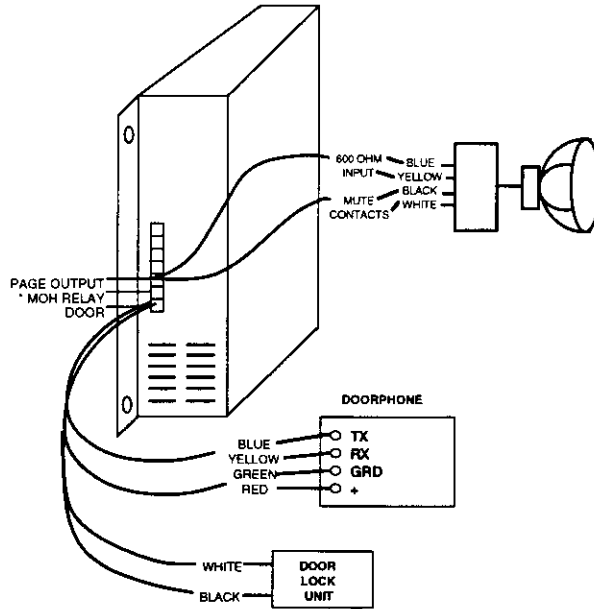 600 OHM BLUE
INPUT YELLOW
MUTE BLACK
CONTACTS WHITE
PAGE OUTPUT
* MOH RELAY
DOOR
DOORPHONE
BLUE TX
YELLOW RX
GREEN GRD
RED +
WHITE
BLACK
DOOR
LOCK
UNIT